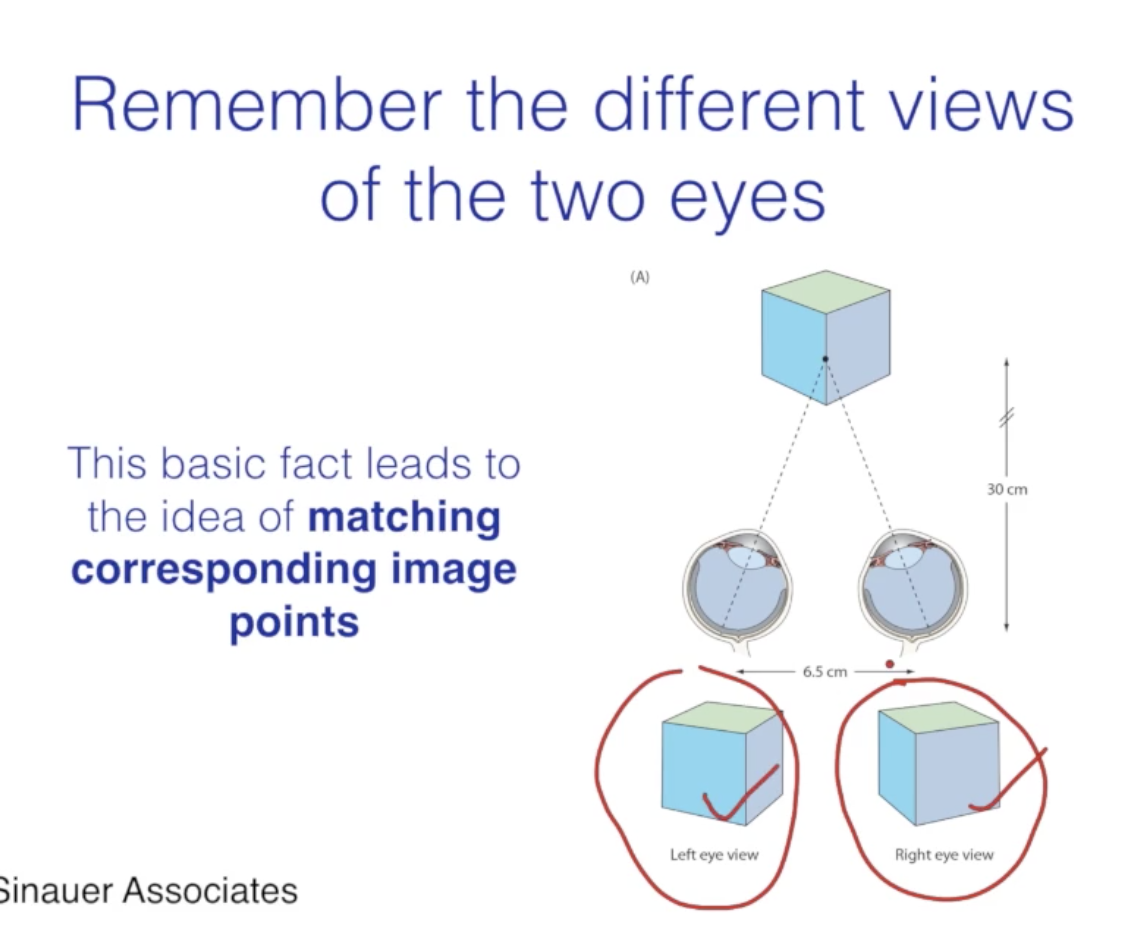 Remember the different views
of the two eyes
(A)
This basic fact leads to
the idea of matching
corresponding image
points
30 cm
6.5 cm
Left eye view
Right eye view
Sinauer Associates